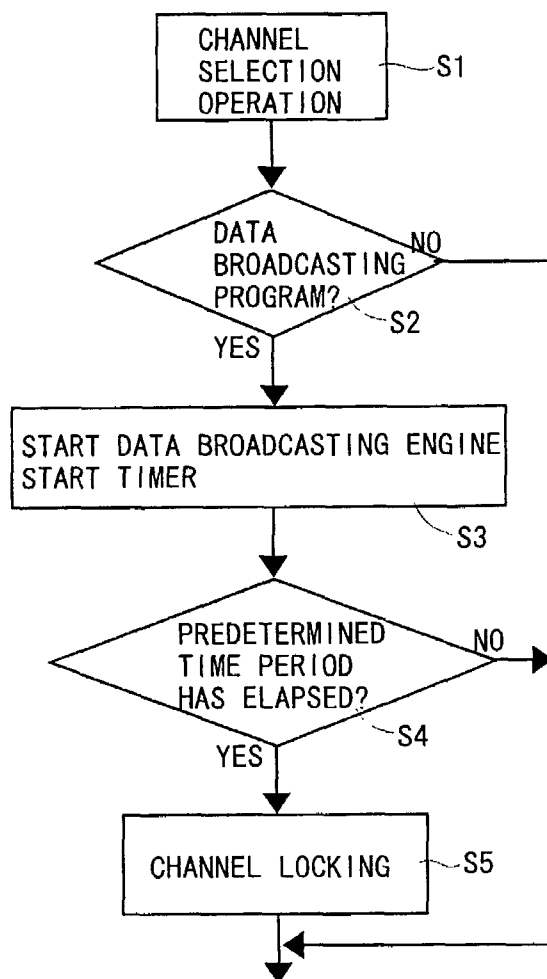 CHANNEL
SELECTION
OPERATION
S1
DATA
BROADCASTING
PROGRAM?
NO
S2
YES
START DATA BROADCASTING ENGINE
START TIMER
S3
PREDETERMINED
TIME PERIOD
HAS ELAPSED?
NO
S4
YES
CHANNEL LOCKING
S5